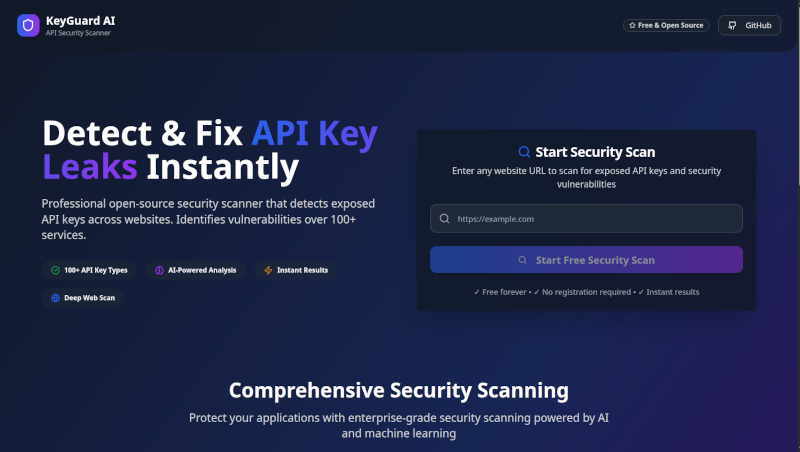 KeyGuard AI
API Security Scanner
Free & Open Source
GitHub
Detect & Fix API Key
Leaks Instantly
Professional open-source security scanner that detects exposed
API keys across websites. Identifies vulnerabilities over 100+
services.
100+ API Key Types
AI-Powered Analysis
Instant Results
Deep Web Scan
Start Security Scan
Enter any website URL to scan for exposed API keys and security
vulnerabilities
https://example.com
Start Free Security Scan
✓ Free forever • ✓ No registration required • ✓ Instant results
Comprehensive Security Scanning
Protect your applications with enterprise-grade security scanning powered by AI
and machine learning